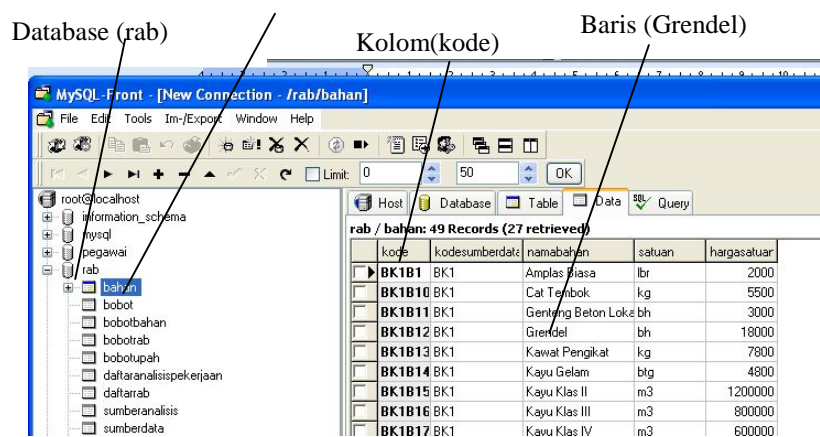 Database (rab)
Kolom(kode)
Baris (Grendel)
MySQL-Front - [New Connection - /rab/bahan]
File Edit Tools Im-/Export Window Help
Limit: 0 50 OK
root@localhost
information_schema
mysql
pegawai
rab
bahan
bobot
bobotbahan
bobotrab
bobotupah
daftaranalisispekerjaan
daftarrab
sumberanalisis
sumberdata
Host Database Table Data SQL Query
rab / bahan: 49 Records (27 retrieved)
kode kodesumberdata namabahan satuan hargasatuar
BK1B1 BK1 Amplas Biasa lbr 2000
BK1B10 BK1 Cat Tembok kg 5500
BK1B11 BK1 Genteng Beton Loka bh 3000
BK1B12 BK1 Grendel bh 18000
BK1B13 BK1 Kawat Pengikat kg 7800
BK1B14 BK1 Kayu Gelam btg 4800
BK1B15 BK1 Kayu Klas II m3 1200000
BK1B16 BK1 Kayu Klas III m3 800000
BK1B17 BK1 Kayu Klas IV m3 600000